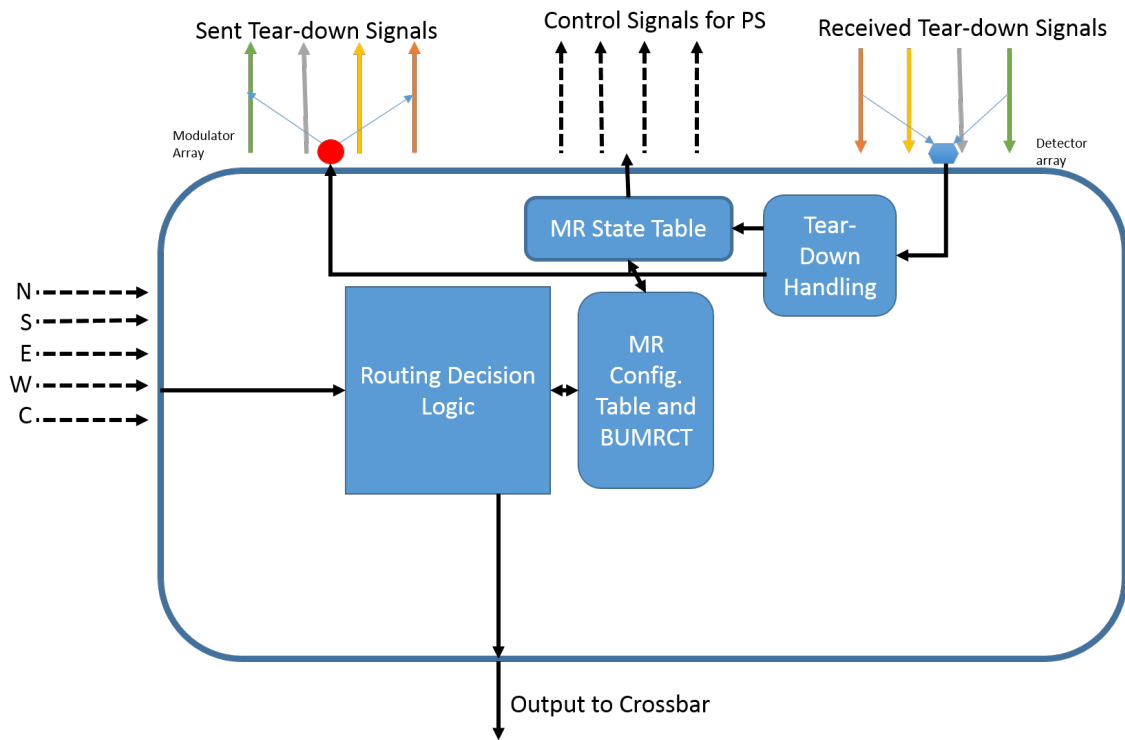 Sent Tear-down Signals
Control Signals for PS
Received Tear-down Signals
Modulator
Array
Detector
array
MR State Table
Tear-
Down
Handling
N
S
E
W
C
Routing Decision
Logic
MR
Config.
Table and
BUMRCT
Output to Crossbar